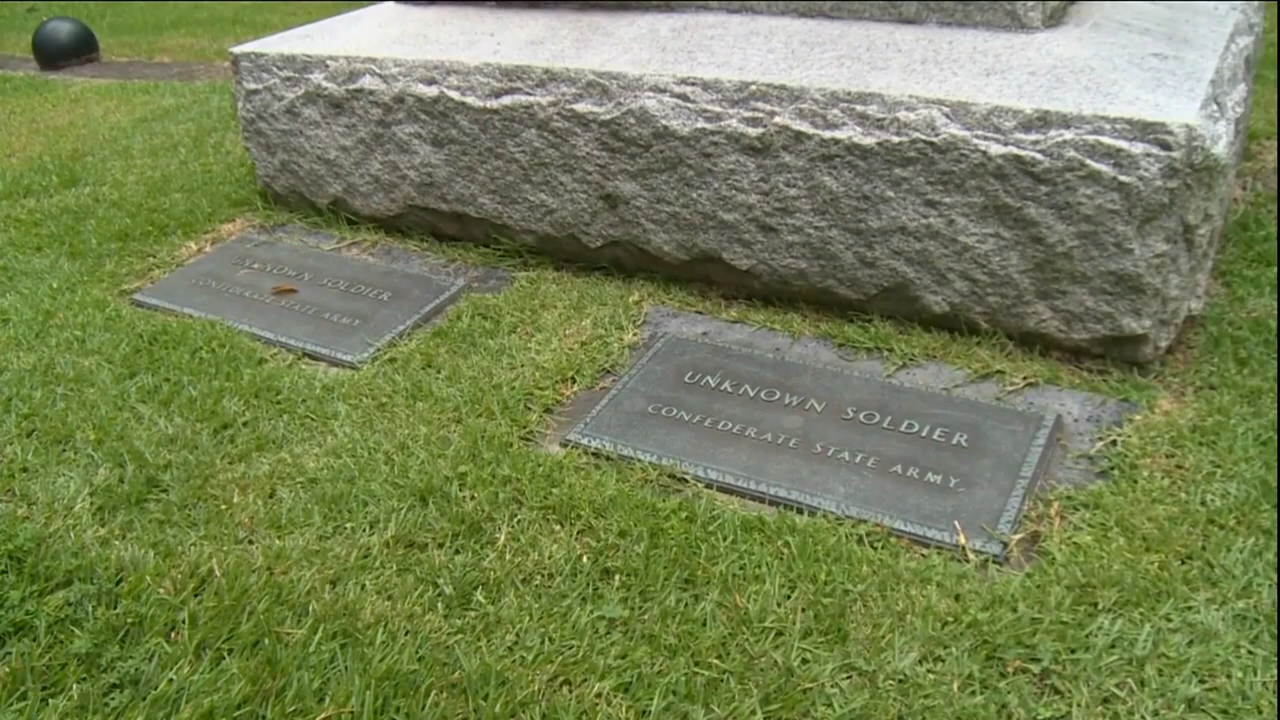 UNKNOWN SOLDIER
CONFEDERATE STATE ARMY
UNKNOWN SOLDIER
CONFEDERATE STATE ARMY.